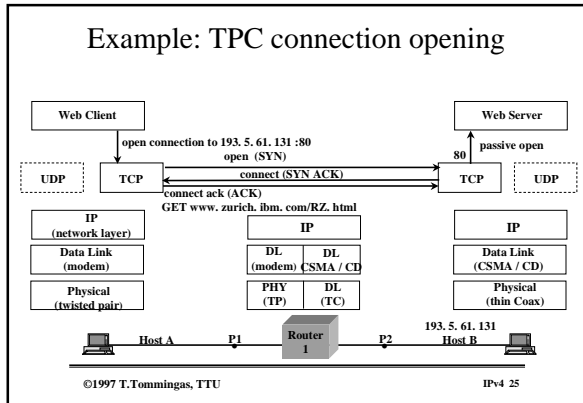 Example: TPC connection opening
Web Client
Web Server
open connection to 193. 5. 61. 131 :80
passive open
open (SYN)
80
UDP
TCP
connect (SYN ACK)
TCP
UDP
connect ack (ACK)
GET www. zurich. ibm. com/RZ. html
IP
(network layer)
IP
IP
Data Link
(modem)
DL
(modem)
DL
CSMA / CD
Data Link
(CSMA / CD)
Physical
(twisted pair)
PHY
(TP)
DL
(TC)
Physical
(thin Coax)
193. 5. 61. 131
Host A
P1
Router
1
P2
Host B
©1997 T.Tommingas, TTU
IPv4 25